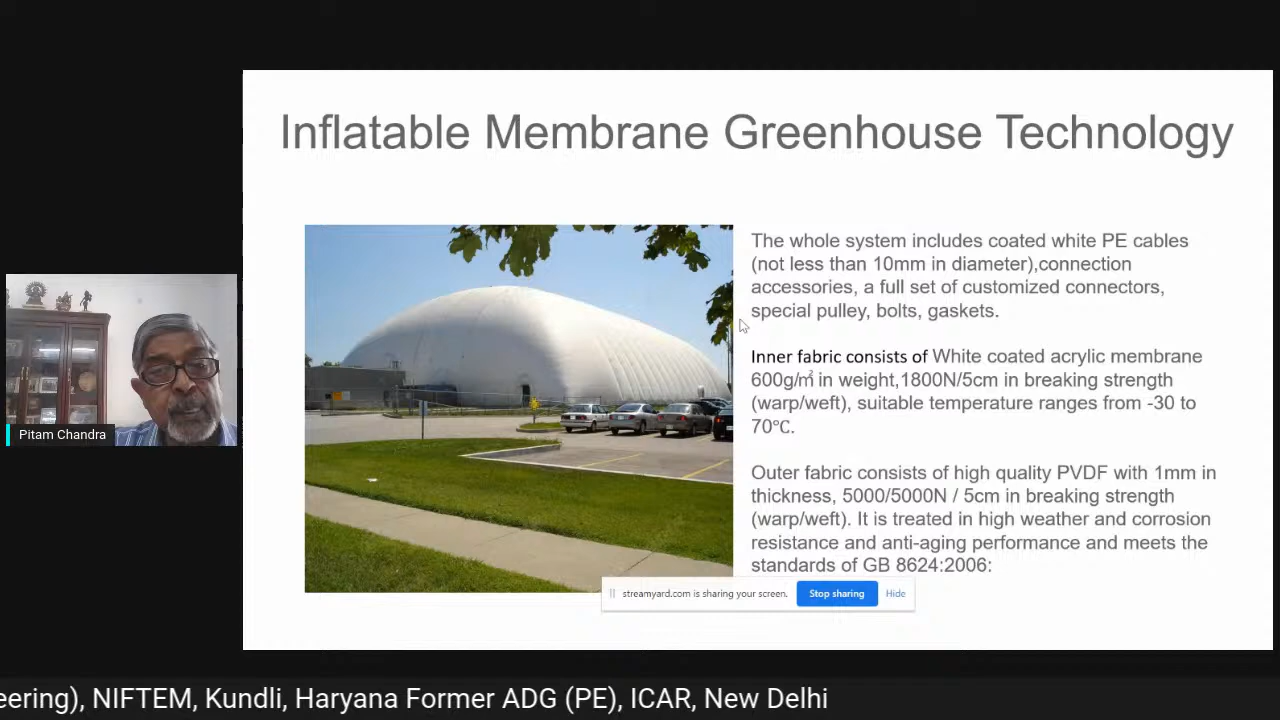 Inflatable Membrane Greenhouse Technology
The whole system includes coated white PE cables
(not less than 10mm in diameter),connection
accessories, a full set of customized connectors,
special pulley, bolts, gaskets.
Inner fabric consists of White coated acrylic membrane
600g/㎡ in weight,1800N/5cm in breaking strength
(warp/weft), suitable temperature ranges from -30 to
70℃.
Outer fabric consists of high quality PVDF with 1mm in
thickness, 5000/5000N / 5cm in breaking strength
(warp/weft). It is treated in high weather and corrosion
resistance and anti-aging performance and meets the
standards of GB 8624:2006:
Pitam Chandra
streamyard.com is sharing your screen. Stop sharing Hide
eering), NIFTEM, Kundli, Haryana Former ADG (PE), ICAR, New Delhi